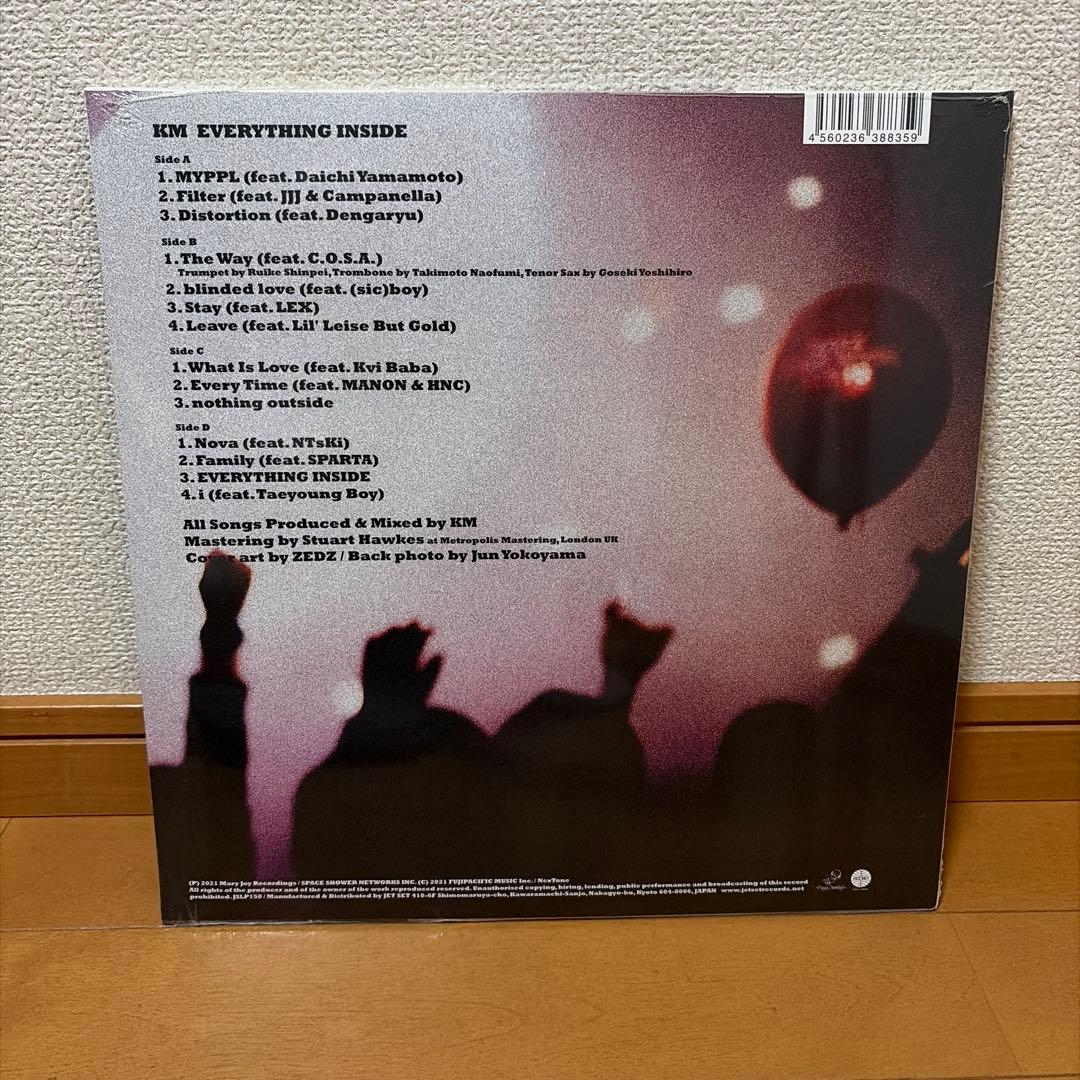 KM EVERYTHING INSIDE
4 560236 388359
Side A
1. MYPPL (feat. Daichi Yamamoto)
2. Filter (feat. JJJ & Campanella)
3. Distortion (feat. Dengaryu)
Side B
1. The Way (feat. C.O.S.A.)
Trumpet by Ruike Shinpei, Trombone by Takimoto Naofumi, Tenor Sax by Goseki Yoshihiro
2. blinded love (feat. (sic)boy)
3. Stay (feat. LEX)
4. Leave (feat. Lil' Leise But Gold)
Side C
1. What Is Love (feat. Kvi Baba)
2. Every Time (feat. MANON & HNC)
3. nothing outside
Side D
1. Nova (feat. NTsKi)
2. Family (feat. SPARTA)
3. EVERYTHING INSIDE
4. i (feat. Taeyoung Boy)
All Songs Produced & Mixed by KM
Mastering by Stuart Hawkes at Metropolis Mastering, London UK
Cover art by ZEDZ / Back photo by Jun Yokoyama
(P) 2021 Mary Joy Recordings / SPACE SHOWER NETWORKS INC. (C) 2021 FUJIPACIFIC MUSIC Inc. / NexTone
All rights of the producer and of the owner of the work reproduced reserved. Unauthorised copying, hiring, lending, public performance and broadcasting of this record
prohibited. JSLP150 / Manufactured & Distributed by JET SET 410-6F Shimomaruya-cho, Kawaramachi-Sanjo, Nakagyo-ku, Kyoto 604-8006, JAPAN www.jetsetrecords.net